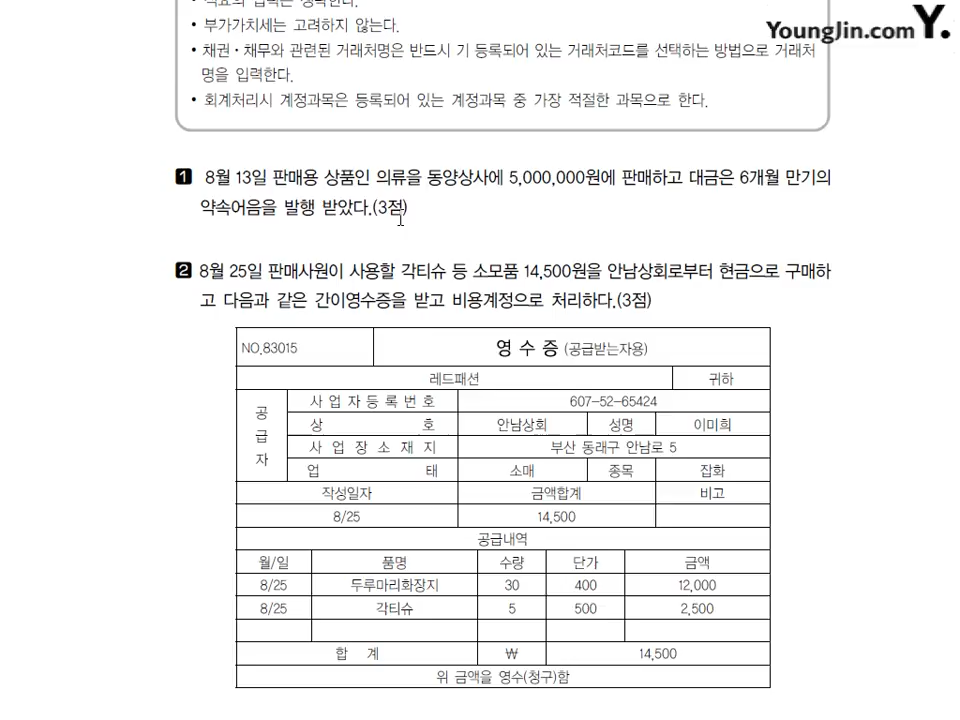 • 적요의 입력은 생략한다.
YoungJin.com Y.
• 부가가치세는 고려하지 않는다.
• 채권·채무와 관련된 거래처명은 반드시 기 등록되어 있는 거래처코드를 선택하는 방법으로 거래처
명을 입력한다.
• 회계처리시 계정과목은 등록되어 있는 계정과목 중 가장 적절한 과목으로 한다.
1 8월 13일 판매용 상품인 의류을 동양상사에 5,000,000원에 판매하고 대금은 6개월 만기의
약속어음을 발행 받았다.(3점)
2 8월 25일 판매사원이 사용할 각티슈 등 소모품 14,500원을 안남상회로부터 현금으로 구매하
고 다음과 같은 간이영수증을 받고 비용계정으로 처리하다.(3점)
NO.83015 영 수 증 (공급받는자용)
레드패션 귀하
공급자
사 업 자 등 록 번 호 607-52-65424
상 호 안남상회 성명 이미희
사 업 장 소 재 지 부산 동래구 안남로 5
업 태 소매 종목 잡화
작성일자 금액합계 비고
8/25 14,500
공급내역
월/일 품명 수량 단가 금액
8/25 두루마리화장지 30 400 12,000
8/25 각티슈 5 500 2,500
합 계 ₩ 14,500
위 금액을 영수(청구)함